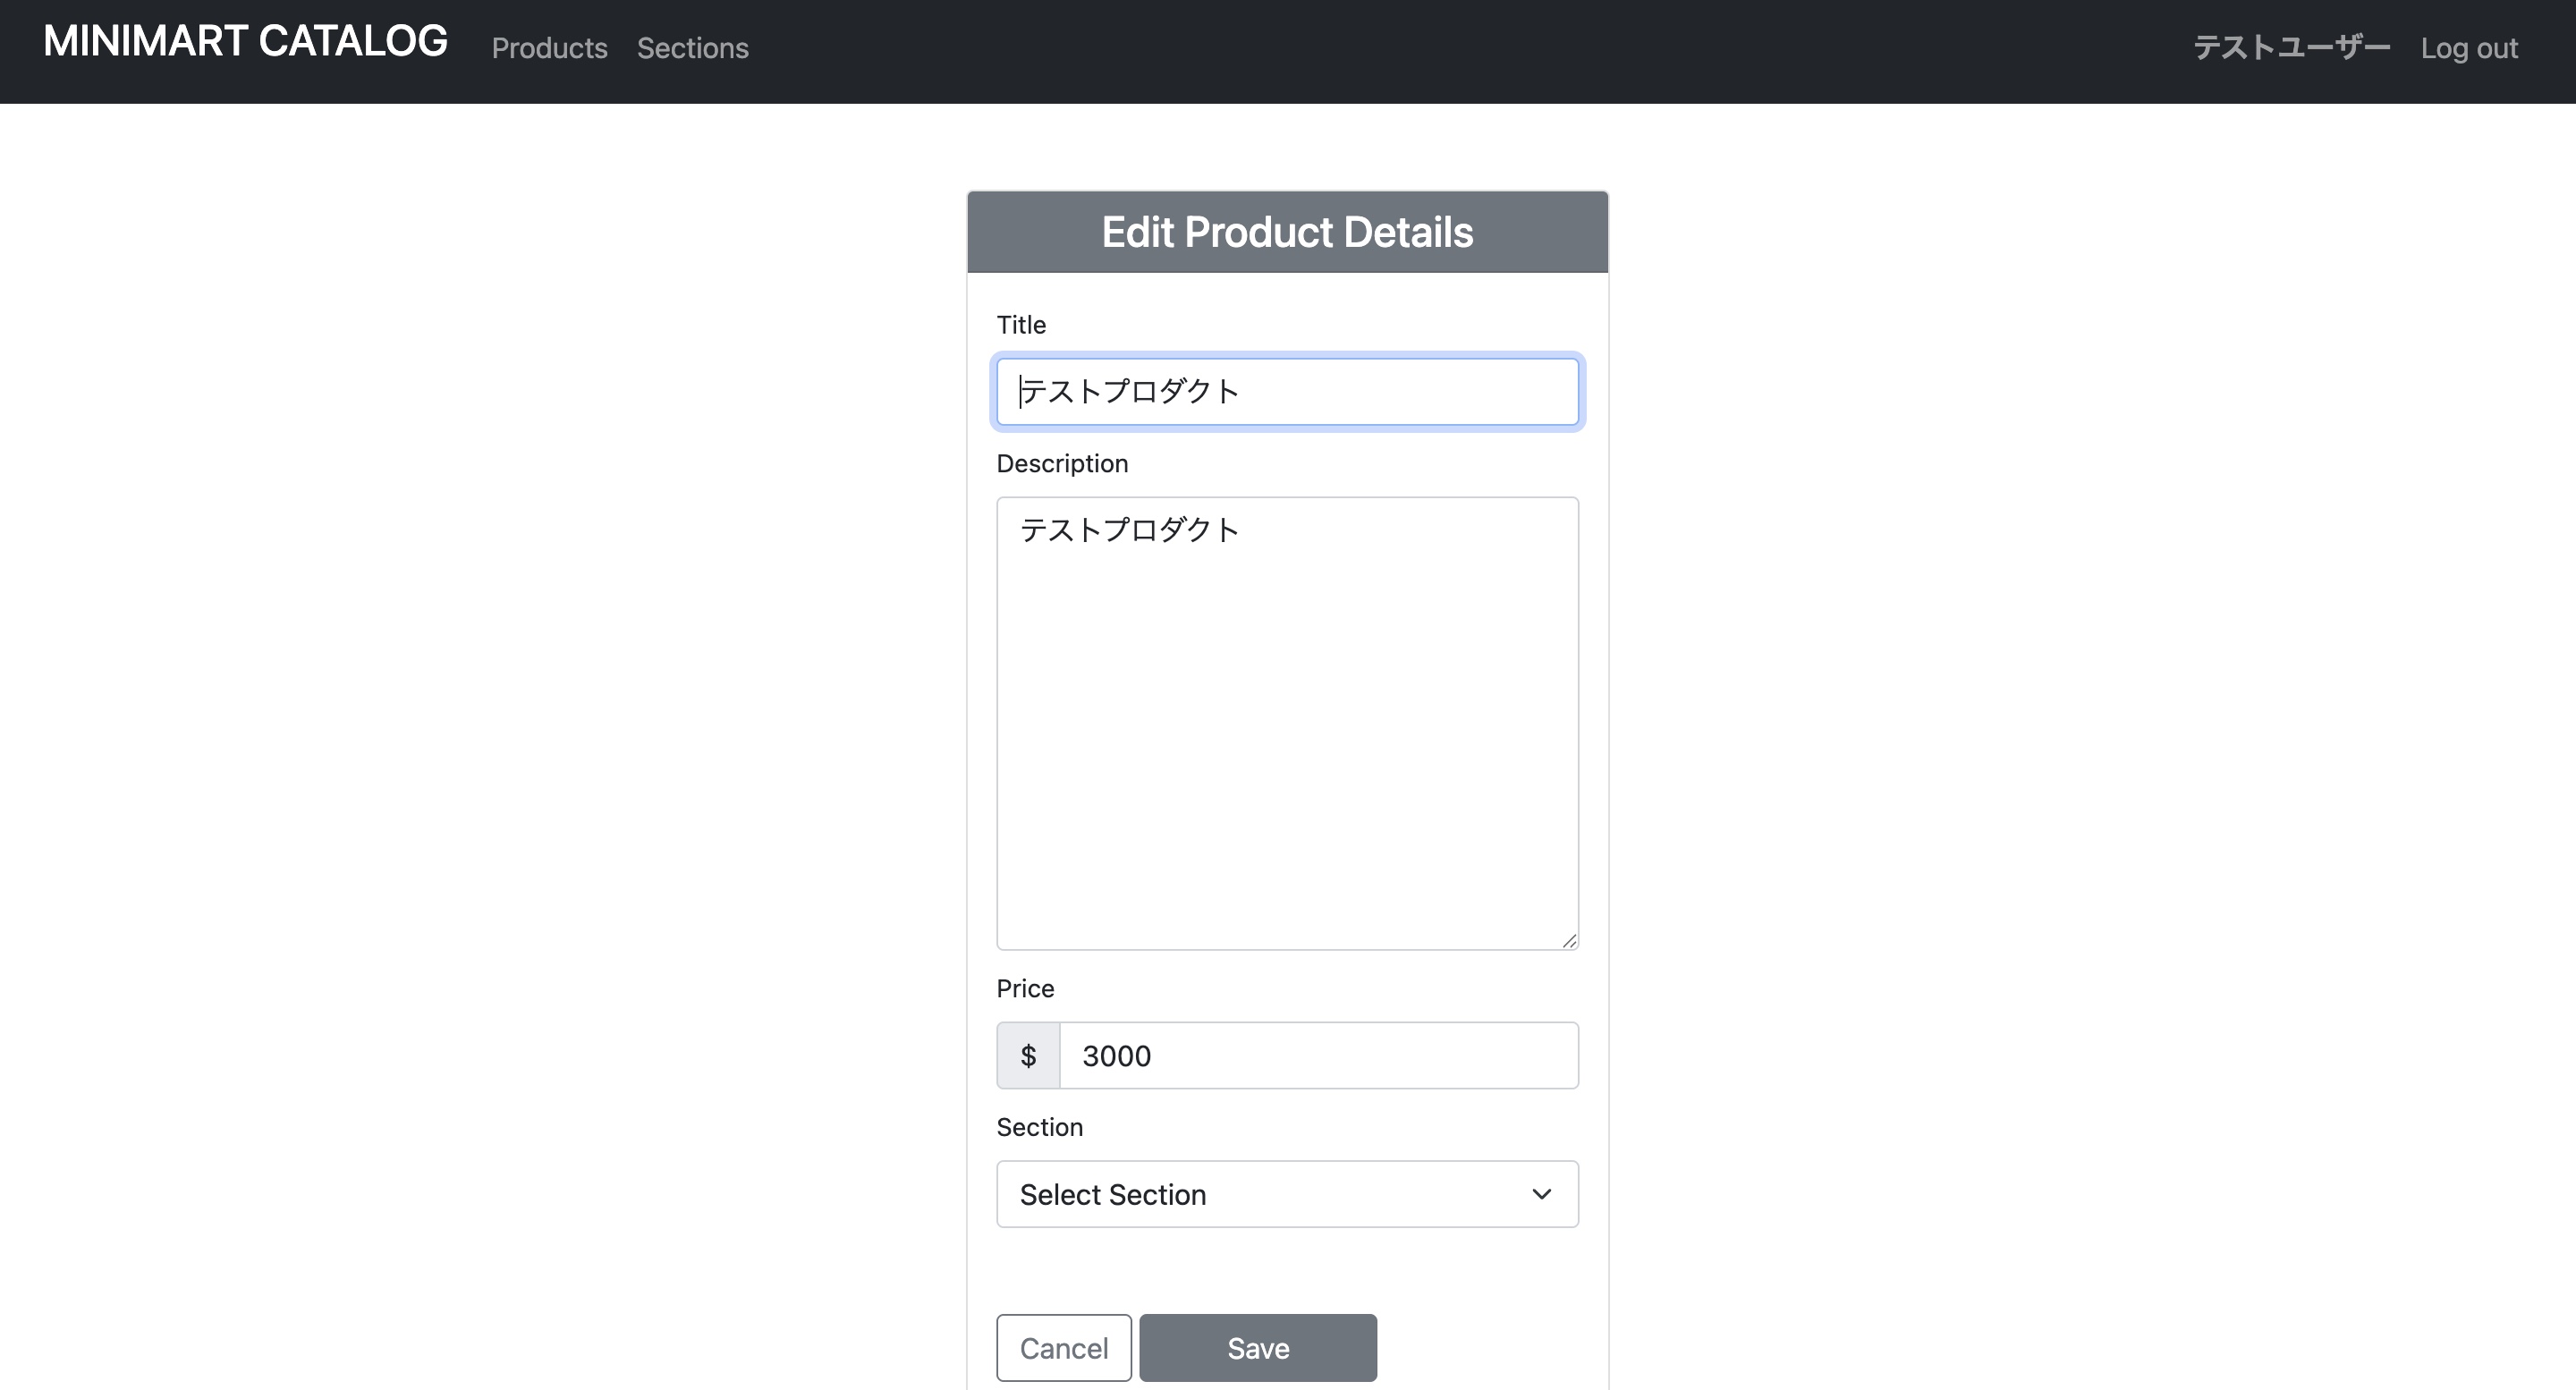 MINIMART CATALOG Products Sections テストユーザー Log out
Edit Product Details
Title
テストプロダクト
Description
テストプロダクト
Price
$ 3000
Section
Select Section
Cancel Save